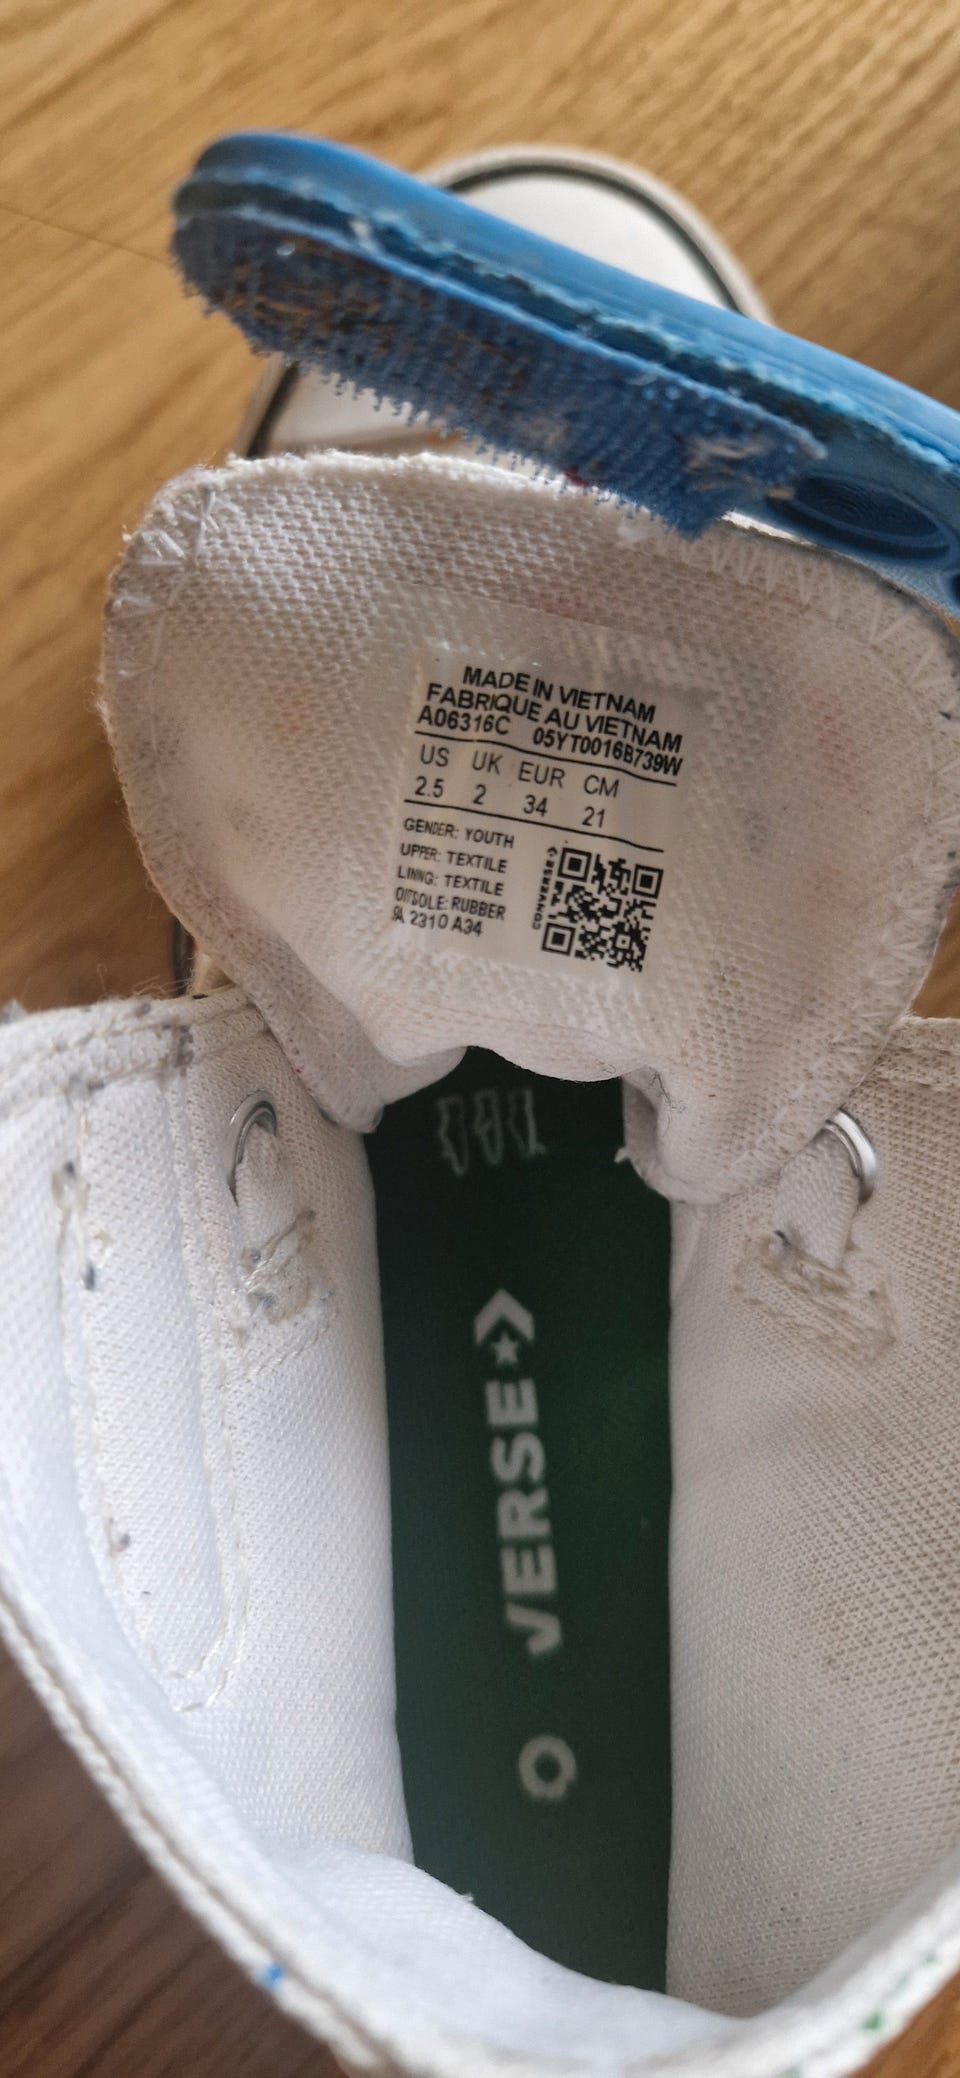 MADE IN VIETNAM
FABRIQUE AU VIETNAM
A06316C 05YT0016B739W
US UK EUR CM
2.5 2 34 21
GENDER: YOUTH
UPPER: TEXTILE
LINING: TEXTILE
OUTSOLE: RUBBER
2310 A34
CONVERSE
VERSE
O